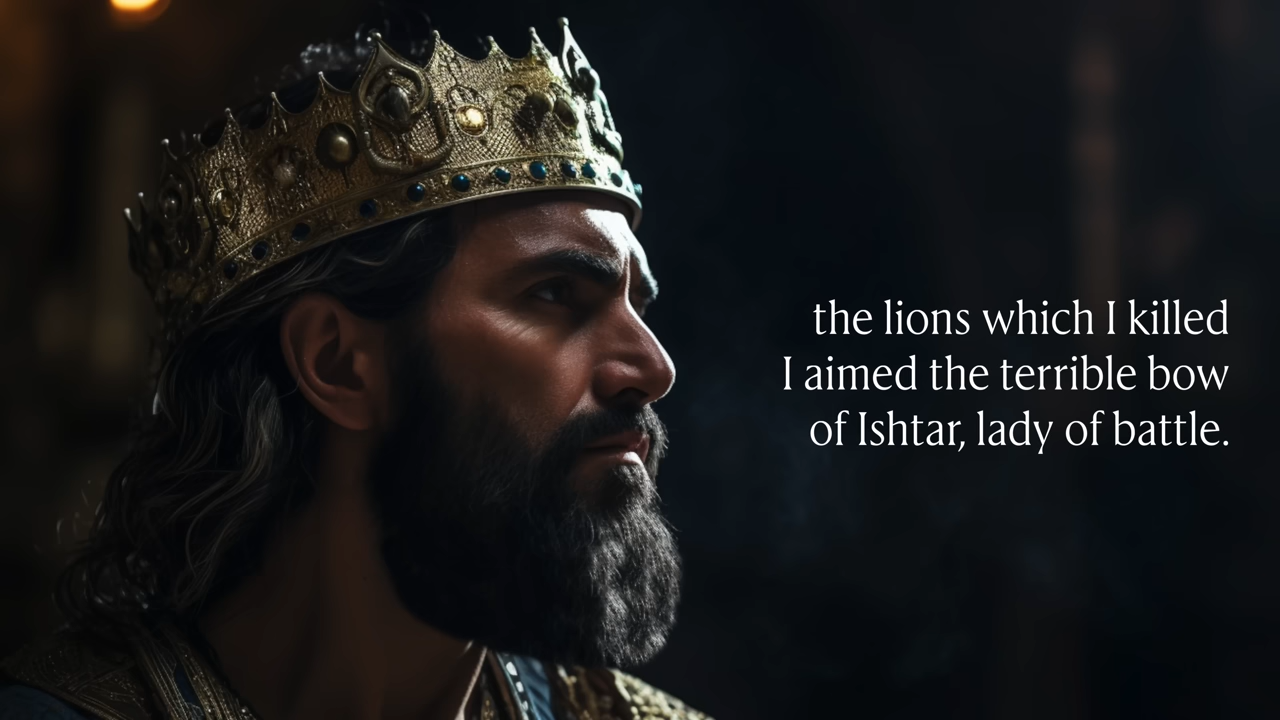 the lions which I killed
I aimed the terrible bow
of Ishtar, lady of battle.